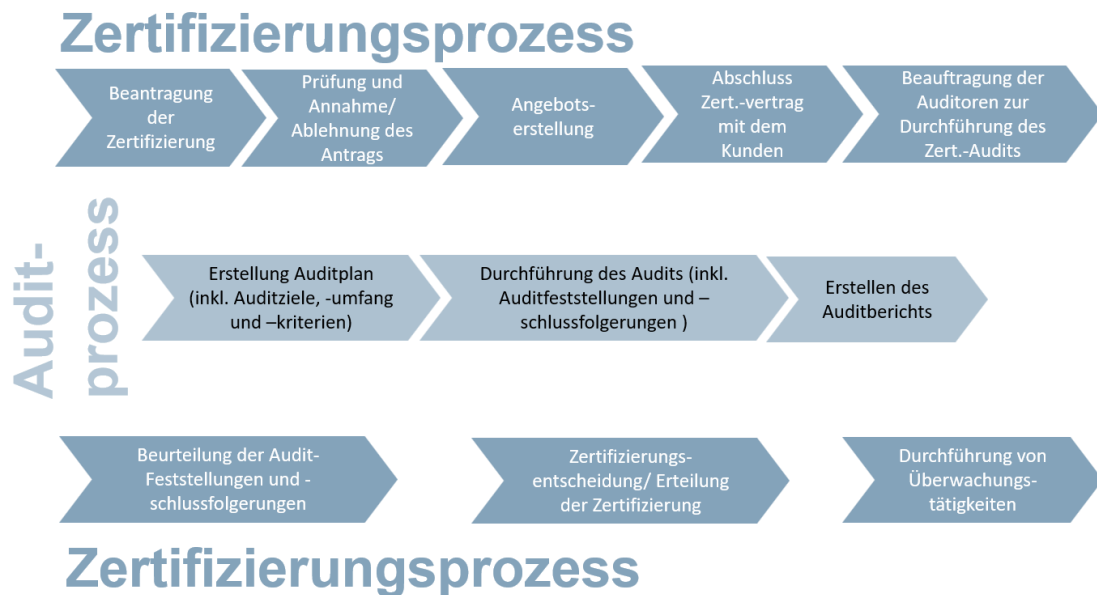 Zertifizierungsprozess
Beantragung
der
Zertifizierung
Prüfung und
Annahme/
Ablehnung des
Antrags
Angebots-
erstellung
Abschluss
Zert.-vertrag
mit dem
Kunden
Beauftragung der
Auditoren zur
Durchführung des
Zert.-Audits
Audit-
prozess
Erstellung Auditplan
(inkl. Auditziele, -umfang
und –kriterien)
Durchführung des Audits (inkl.
Auditfeststellungen und –
schlussfolgerungen )
Erstellen des
Auditberichts
Beurteilung der Audit-
Feststellungen und -
schlussfolgerungen
Zertifizierungs-
entscheidung/ Erteilung
der Zertifizierung
Durchführung von
Überwachungs-
tätigkeiten
Zertifizierungsprozess